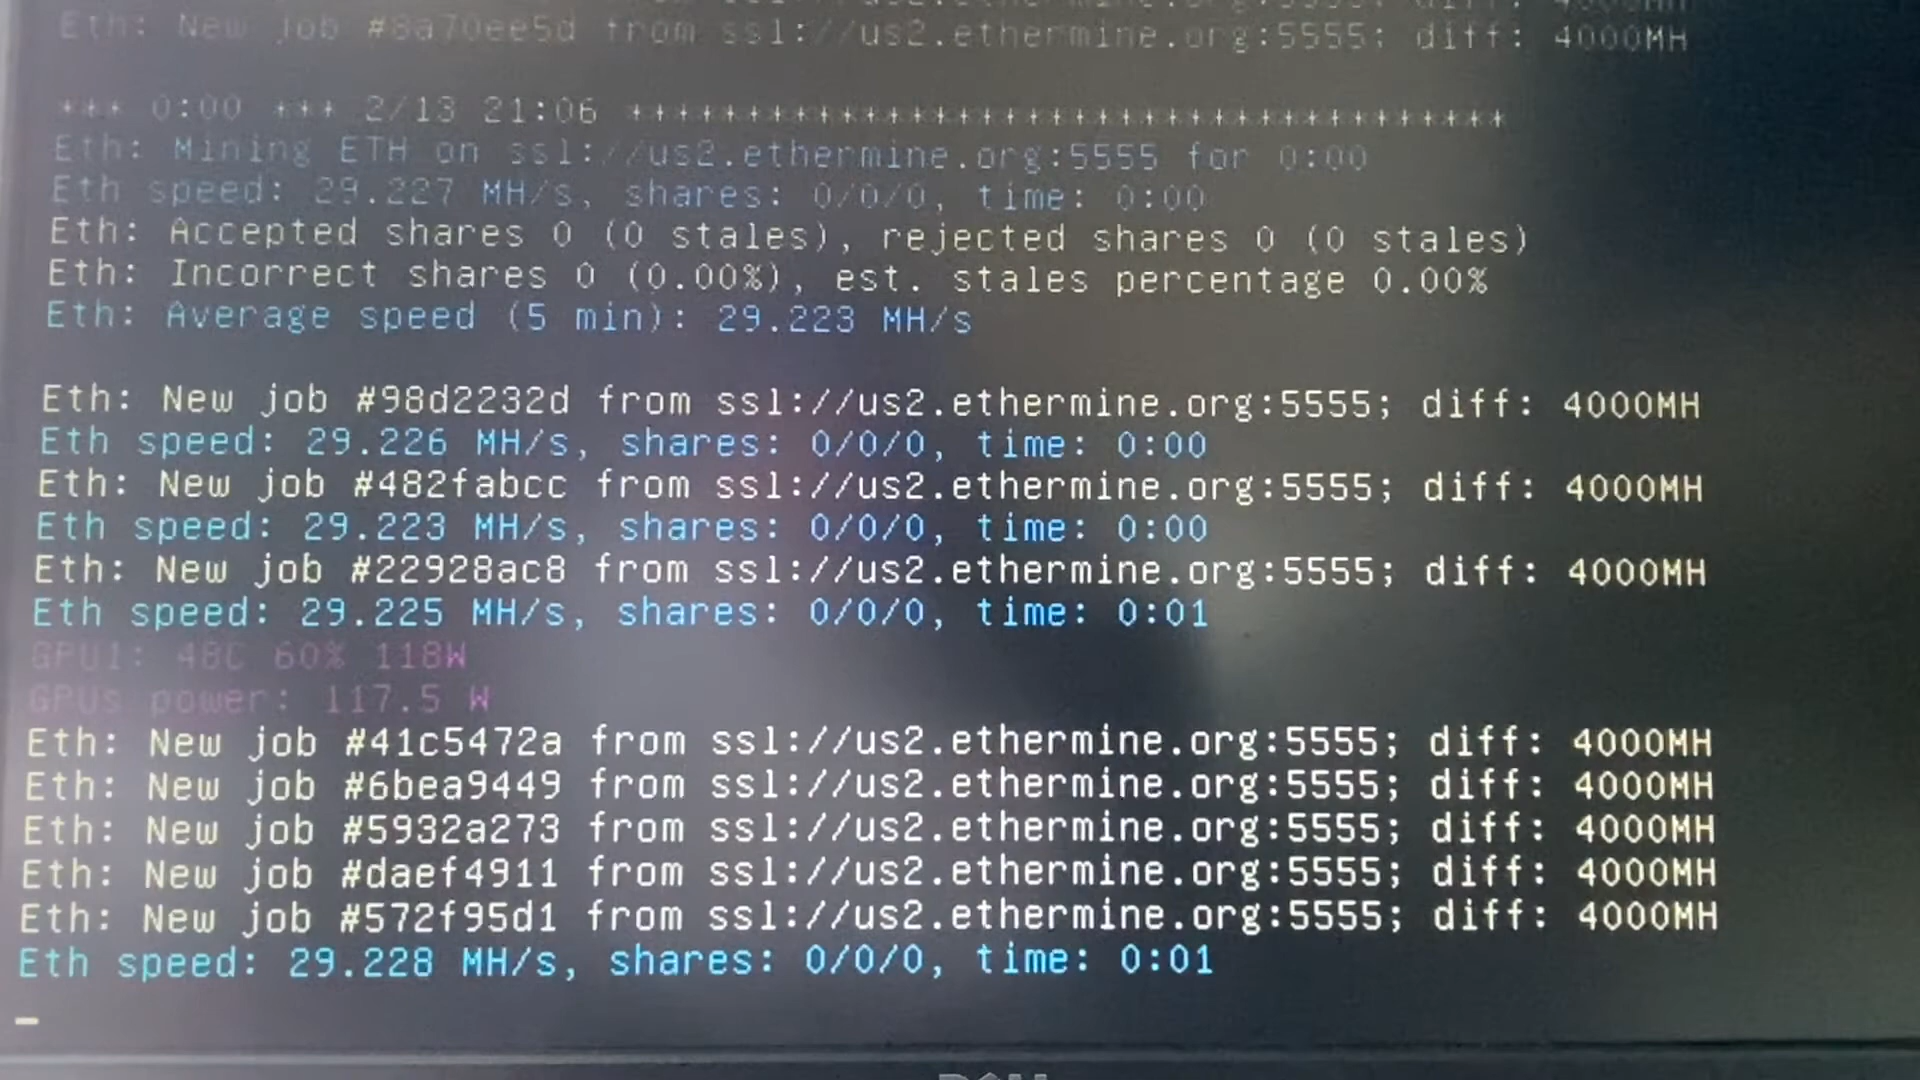 Eth: New job #8a70ee5d from ssl://us2.ethermine.org:5555; diff: 4000MH
*** 0:00 *** 2/13 21:06 **************************************
Eth: Mining ETH on ssl://us2.ethermine.org:5555 for 0:00
Eth speed: 29.227 MH/s, shares: 0/0/0, time: 0:00
Eth: Accepted shares 0 (0 stales), rejected shares 0 (0 stales)
Eth: Incorrect shares 0 (0.00%), est. stales percentage 0.00%
Eth: Average speed (5 min): 29.223 MH/s
Eth: New job #98d2232d from ssl://us2.ethermine.org:5555; diff: 4000MH
Eth speed: 29.226 MH/s, shares: 0/0/0, time: 0:00
Eth: New job #482fabcc from ssl://us2.ethermine.org:5555; diff: 4000MH
Eth speed: 29.223 MH/s, shares: 0/0/0, time: 0:00
Eth: New job #22928ac8 from ssl://us2.ethermine.org:5555; diff: 4000MH
Eth speed: 29.225 MH/s, shares: 0/0/0, time: 0:01
GPU1: 48C 60% 118W
GPUs power: 117.5 W
Eth: New job #41c5472a from ssl://us2.ethermine.org:5555; diff: 4000MH
Eth: New job #6bea9449 from ssl://us2.ethermine.org:5555; diff: 4000MH
Eth: New job #5932a273 from ssl://us2.ethermine.org:5555; diff: 4000MH
Eth: New job #daef4911 from ssl://us2.ethermine.org:5555; diff: 4000MH
Eth: New job #572f95d1 from ssl://us2.ethermine.org:5555; diff: 4000MH
Eth speed: 29.228 MH/s, shares: 0/0/0, time: 0:01